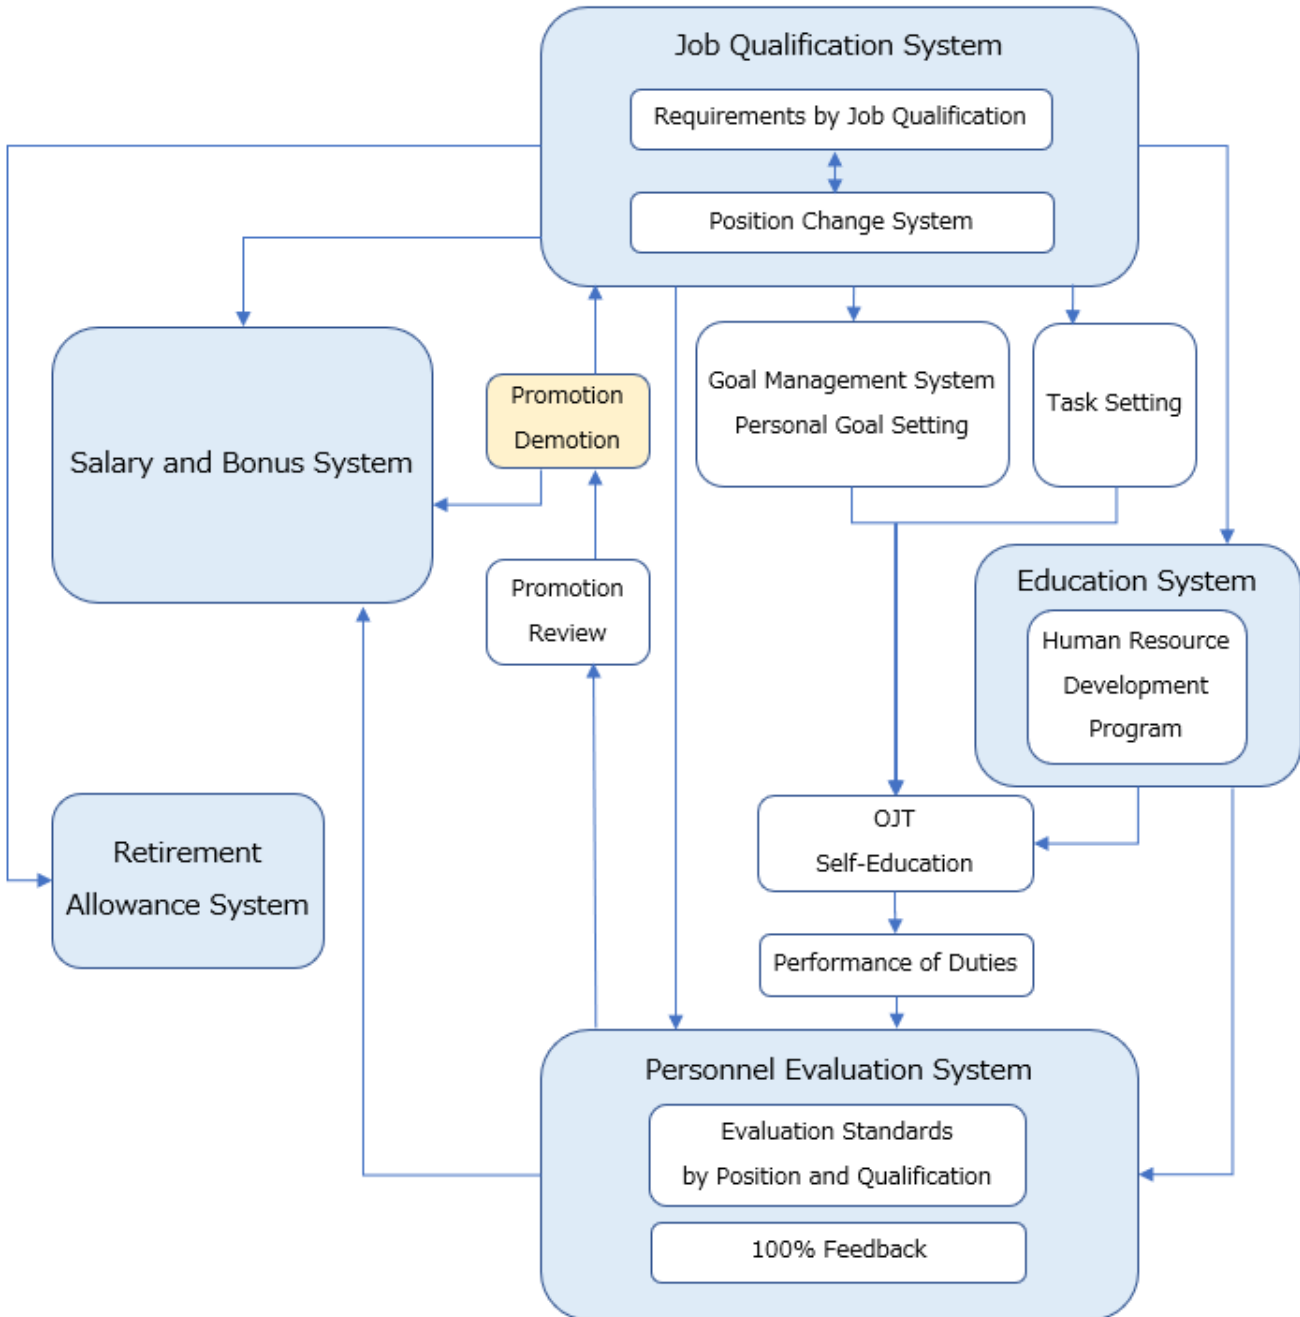 Job Qualification System
Requirements by Job Qualification
Position Change System
Promotion
Demotion
Goal Management System
Personal Goal Setting
Task Setting
Salary and Bonus System
Promotion
Review
Education System
Human Resource
Development
Program
OJT
Self-Education
Retirement
Allowance System
Performance of Duties
Personnel Evaluation System
Evaluation Standards
by Position and Qualification
100% Feedback